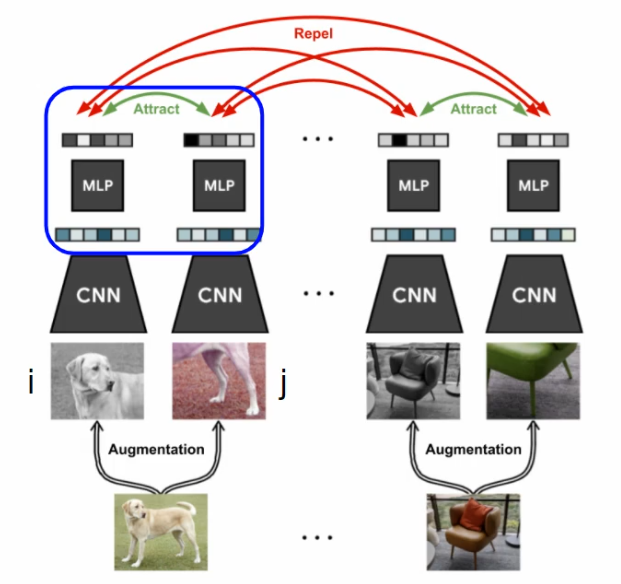 Repel
Attract
Attract
...
MLP
MLP
MLP
MLP
CNN
CNN
...
CNN
CNN
i
j
Augmentation
Augmentation
...